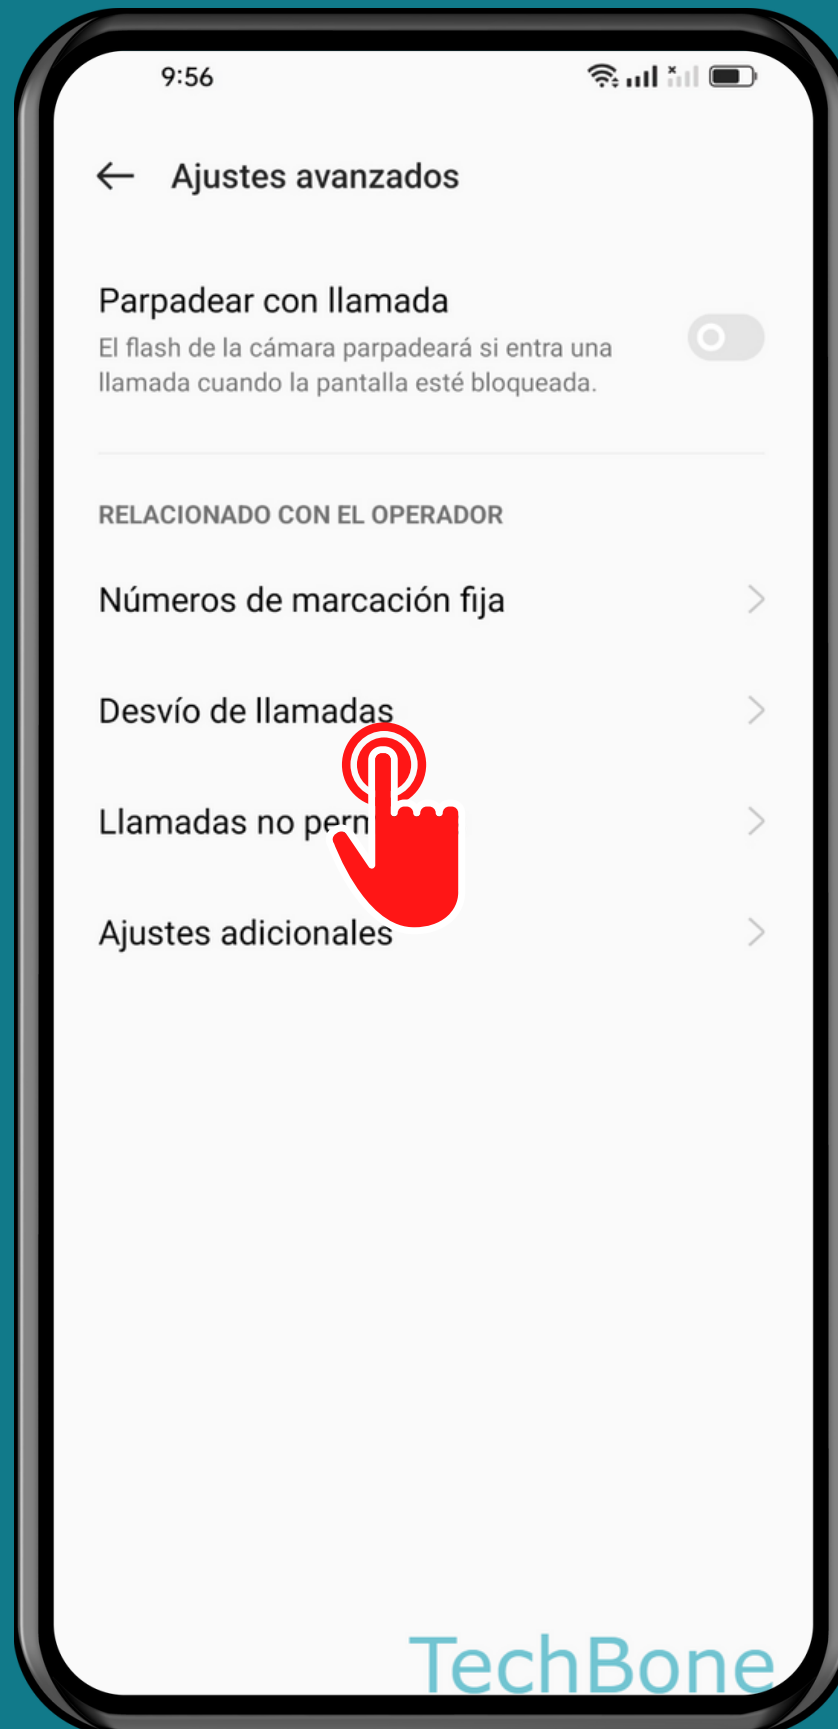 9:56
Ajustes avanzados
Parpadear con llamada
El flash de la cámara parpadeará si entra una
llamada cuando la pantalla esté bloqueada.
RELACIONADO CON EL OPERADOR
Números de marcación fija
Desvío de llamadas
Llamadas no
Ajustes adicionales
TechBone